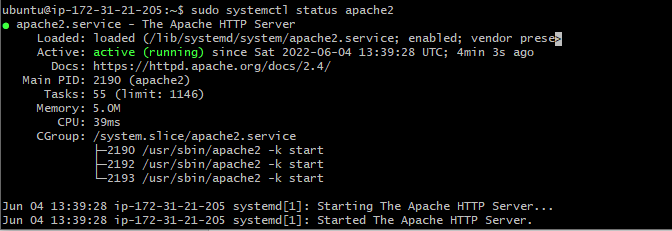 ubuntu@ip-172-31-21-205:~$ sudo systemctl status apache2
● apache2.service - The Apache HTTP Server
     Loaded: loaded (/lib/systemd/system/apache2.service; enabled; vendor prese>
     Active: active (running) since Sat 2022-06-04 13:39:28 UTC; 4min 3s ago
       Docs: https://httpd.apache.org/docs/2.4/
   Main PID: 2190 (apache2)
      Tasks: 55 (limit: 1146)
     Memory: 5.0M
        CPU: 39ms
     CGroup: /system.slice/apache2.service
             ├─2190 /usr/sbin/apache2 -k start
             ├─2192 /usr/sbin/apache2 -k start
             └─2193 /usr/sbin/apache2 -k start
Jun 04 13:39:28 ip-172-31-21-205 systemd[1]: Starting The Apache HTTP Server...
Jun 04 13:39:28 ip-172-31-21-205 systemd[1]: Started The Apache HTTP Server.